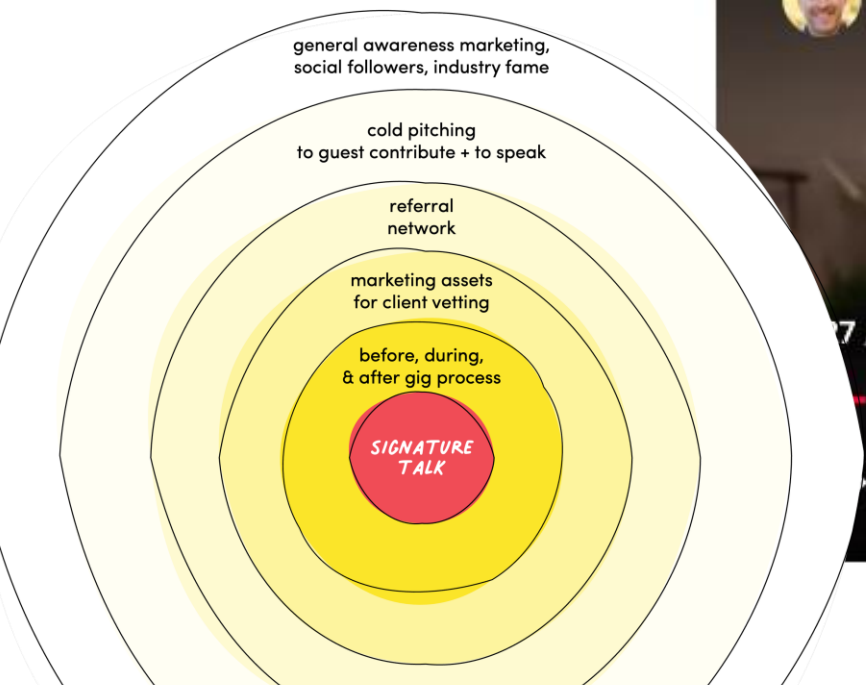 general awareness marketing,
social followers, industry fame
cold pitching
to guest contribute + to speak
referral
network
marketing assets
for client vetting
before, during,
& after gig process
SIGNATURE
TALK